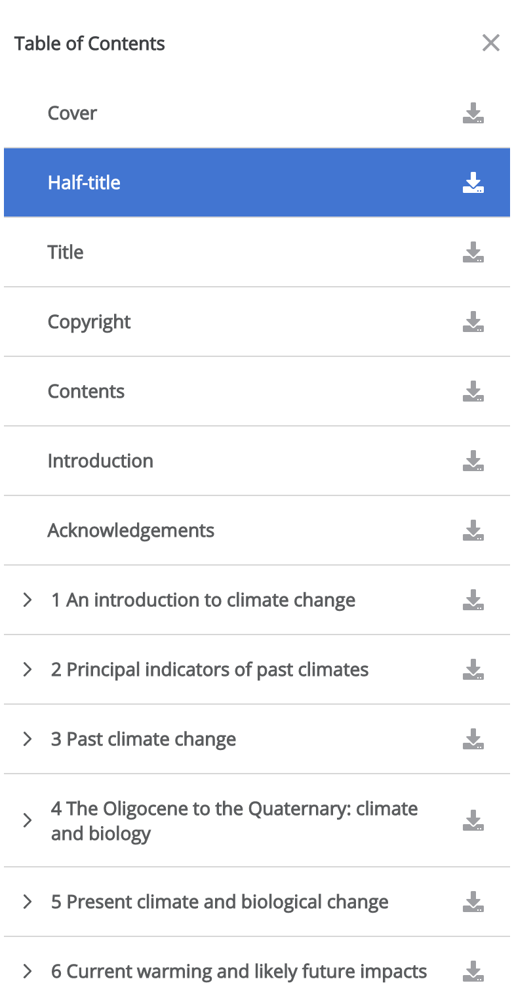 Table of Contents
Cover
Half-title
Title
Copyright
Contents
Introduction
Acknowledgements
1 An introduction to climate change
2 Principal indicators of past climates
3 Past climate change
4 The Oligocene to the Quaternary: climate
and biology
5 Present climate and biological change
6 Current warming and likely future impacts